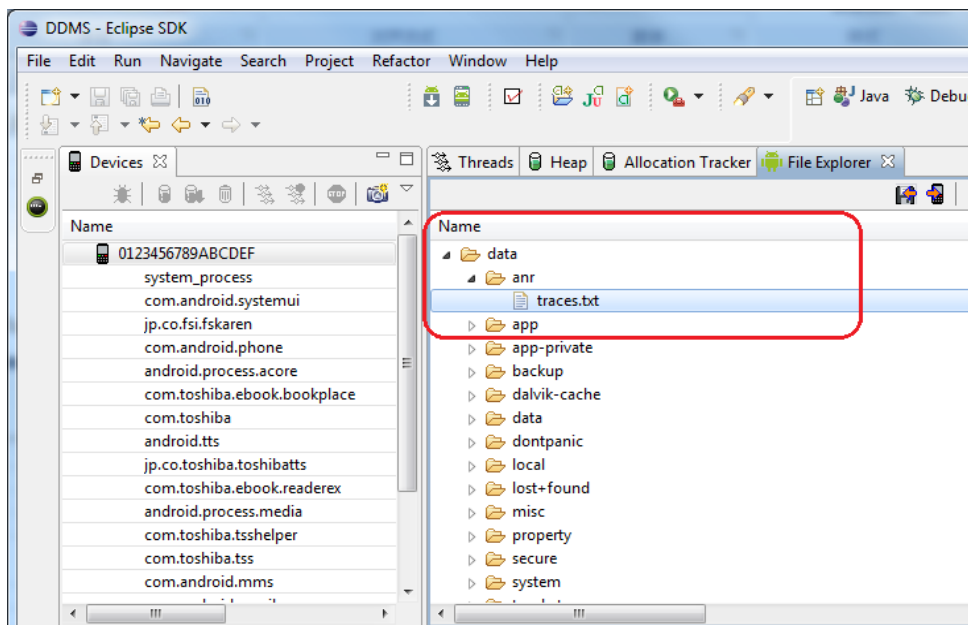 DDMS - Eclipse SDK
File Edit Run Navigate Search Project Refactor Window Help
010
Ju
Java
Debu
STOP
Devices
Threads
Heap
Allocation Tracker
File Explorer
Name
0123456789ABCDEF
system_process
com.android.systemui
jp.co.fsi.fskaren
com.android.phone
android.process.acore
com.toshiba.ebook.bookplace
com.toshiba
android.tts
jp.co.toshiba.toshibatts
com.toshiba.ebook.readerex
android.process.media
com.toshiba.tsshelper
com.toshiba.tss
com.android.mms
Name
data
anr
traces.txt
app
app-private
backup
dalvik-cache
data
dontpanic
local
lost+found
misc
property
secure
system